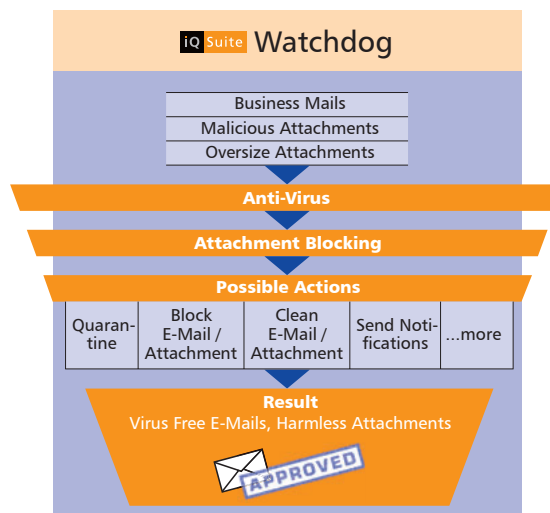 iQ Suite Watchdog
Business Mails
Malicious Attachments
Oversize Attachments
Anti-Virus
Attachment Blocking
Possible Actions
Quaran-
tine
Block
E-Mail /
Attachment
Clean
E-Mail /
Attachment
Send Noti-
fications
...more
Result
Virus Free E-Mails, Harmless Attachments
APPROVED